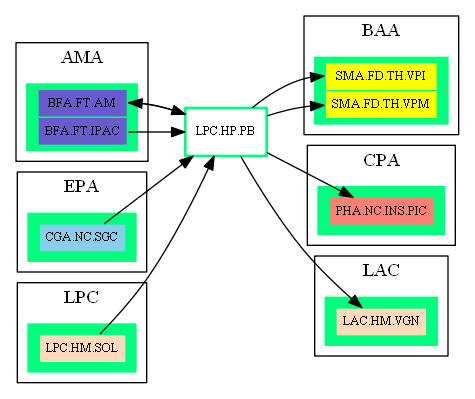 AMA
BFA.FT.AM
BFA.FT.IPAC
EPA
CGA.NC.SGC
LPC
LPC.HM.SOL
LPC.HP.PB
BAA
SMA.FD.TH.VPI
SMA.FD.TH.VPM
CPA
PHA.NC.INS.PIC
LAC
LAC.HM.VGN